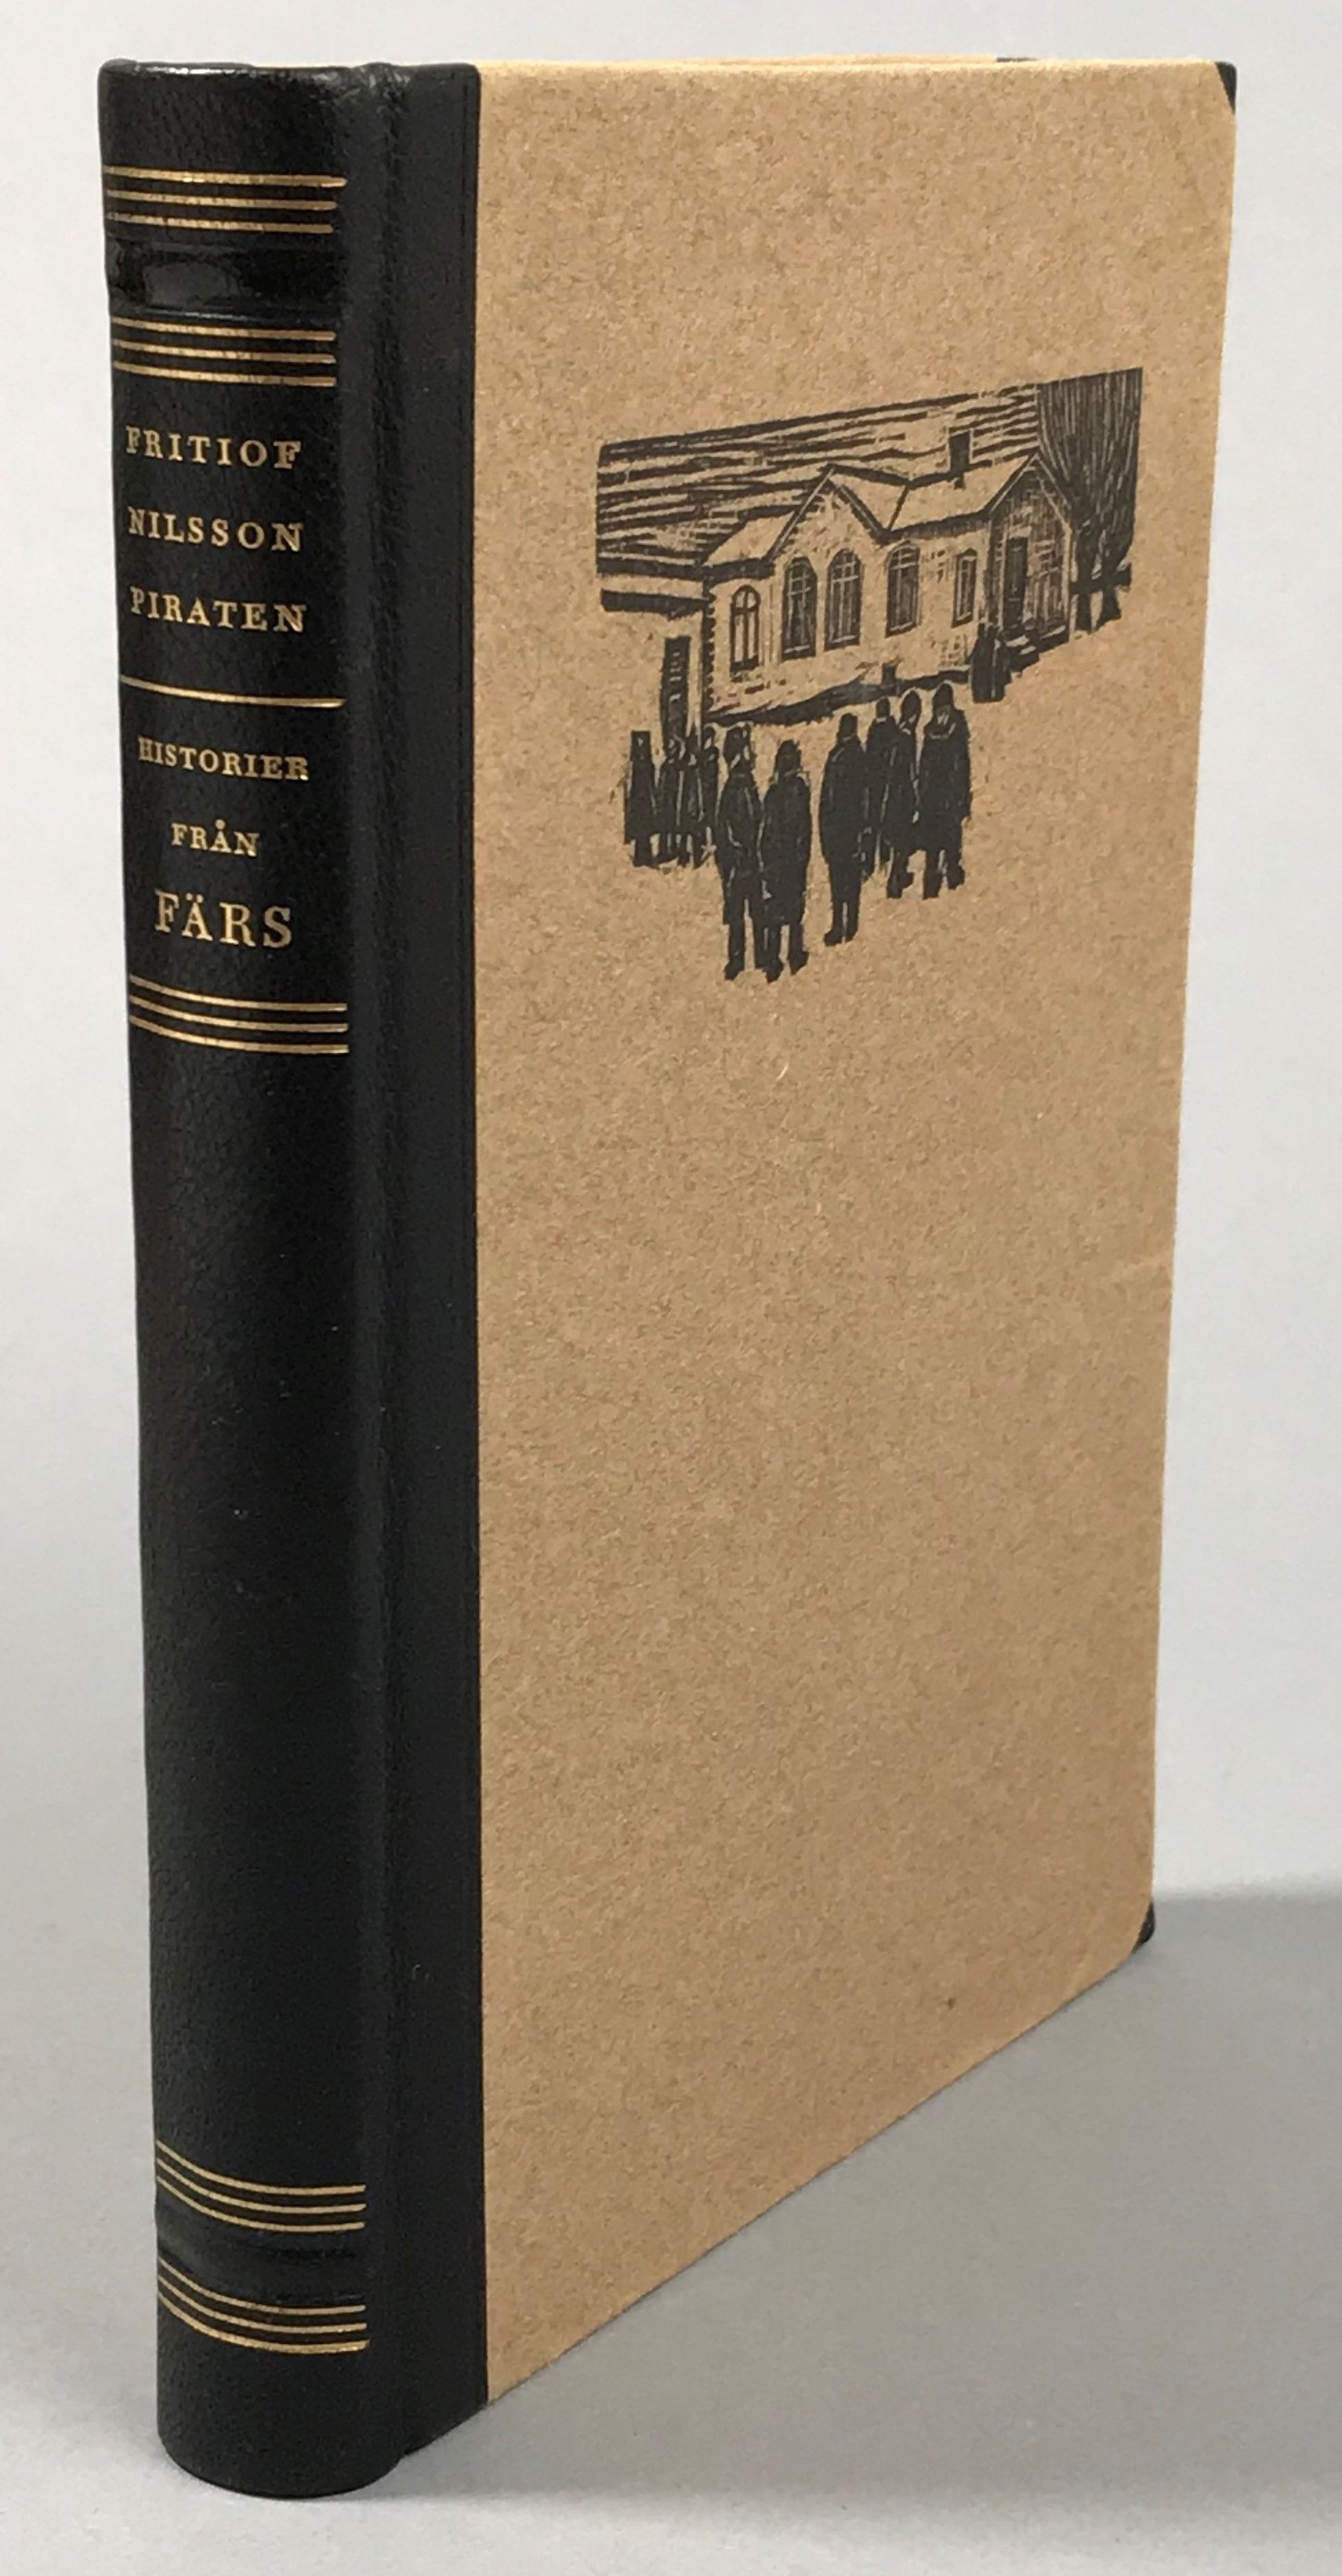 FRITIOF
NILSSON
PIRATEN
HISTORIER
FRÅN
FÄRS